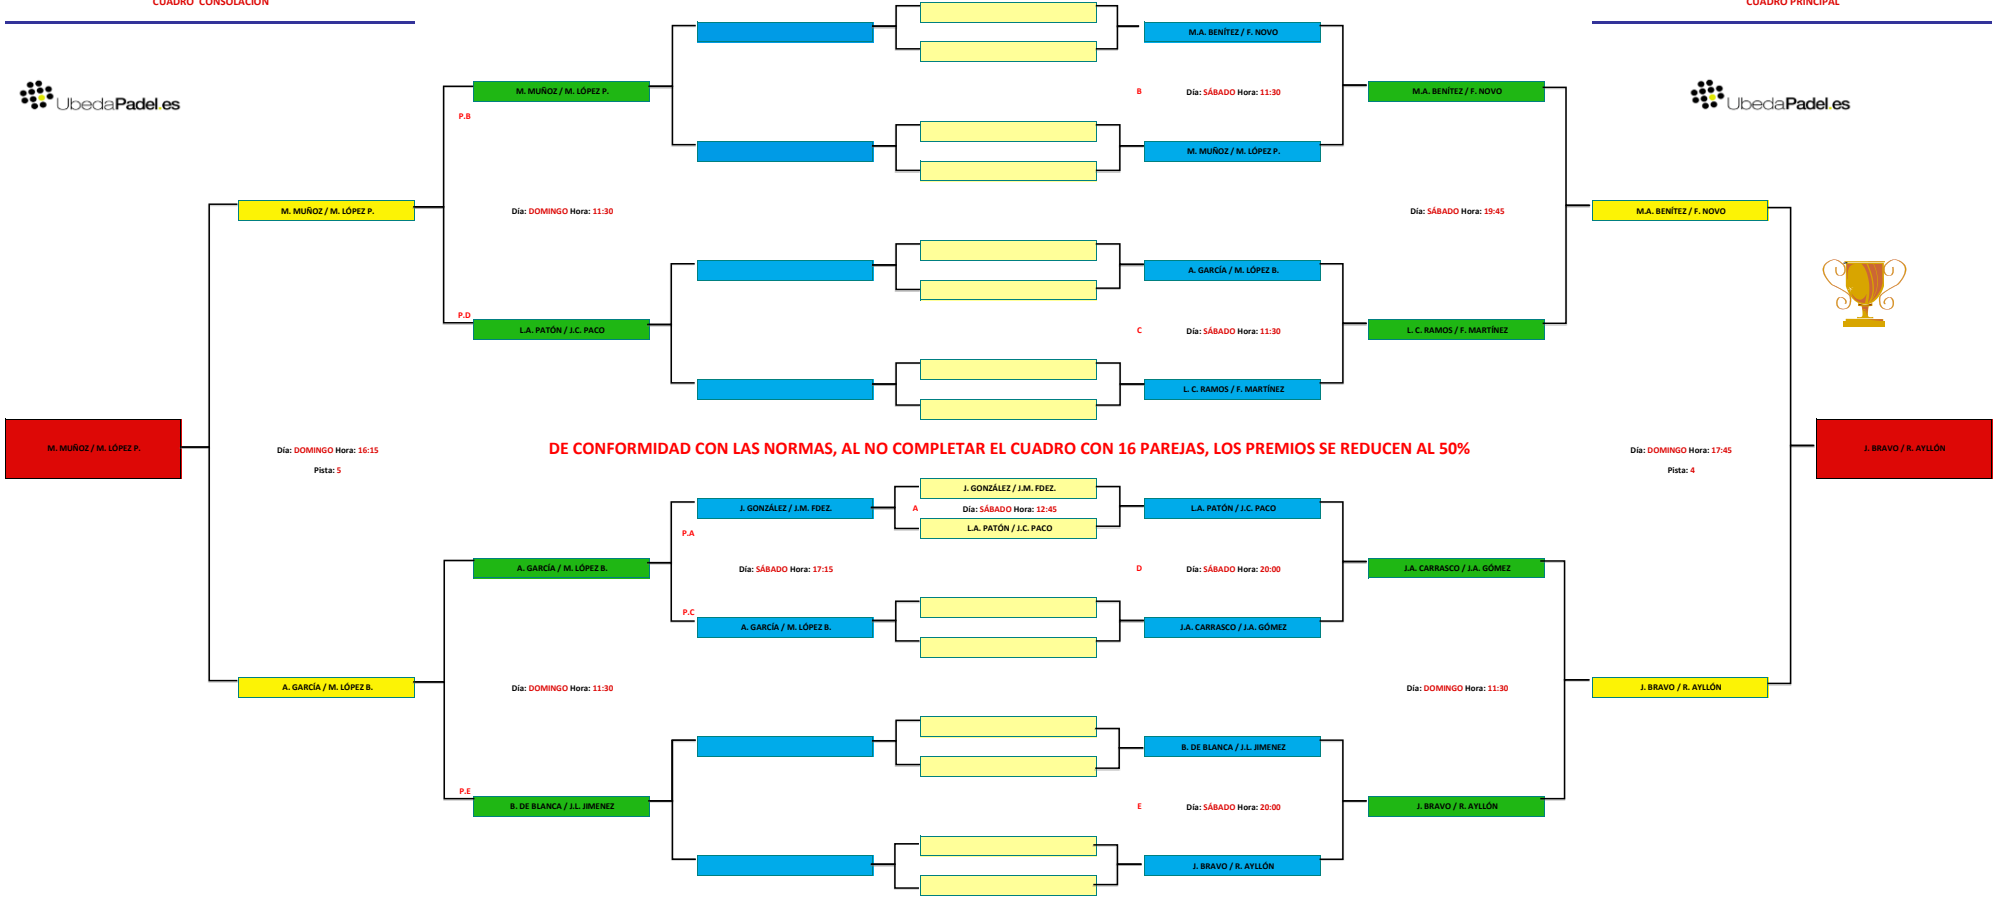 CUADRO CONSOLACIÓN
CUADRO PRINCIPAL
M.A. BENÍTEZ / F. NOVO
UbedaPadel.es
M. MUÑOZ / M. LÓPEZ P.
B
Día: SÁBADO Hora: 11:30
M.A. BENÍTEZ / F. NOVO
UbedaPadel.es
P.B
M. MUÑOZ / M. LÓPEZ P.
M. MUÑOZ / M. LÓPEZ P.
Día: DOMINGO Hora: 11:30
Día: SÁBADO Hora: 19:45
M.A. BENÍTEZ / F. NOVO
A. GARCÍA / M. LÓPEZ B.
P.D
L.A. PATÓN / J.C. PACO
C
Día: SÁBADO Hora: 11:30
L. C. RAMOS / F. MARTÍNEZ
L. C. RAMOS / F. MARTÍNEZ
M. MUÑOZ / M. LÓPEZ P.
Día: DOMINGO Hora: 16:15
Pista: 5
DE CONFORMIDAD CON LAS NORMAS, AL NO COMPLETAR EL CUADRO CON 16 PAREJAS, LOS PREMIOS SE REDUCEN AL 50%
Día: DOMINGO Hora: 17:45
Pista: 4
J. BRAVO / R. AYLLÓN
J. GONZÁLEZ / J.M. FDEZ.
J. GONZÁLEZ / J.M. FDEZ.
A
Día: SÁBADO Hora: 12:45
L.A. PATÓN / J.C. PACO
L.A. PATÓN / J.C. PACO
P.A
A. GARCÍA / M. LÓPEZ B.
Día: SÁBADO Hora: 17:15
D
Día: SÁBADO Hora: 20:00
J.A. CARRASCO / J.A. GÓMEZ
P.C
A. GARCÍA / M. LÓPEZ B.
J.A. CARRASCO / J.A. GÓMEZ
A. GARCÍA / M. LÓPEZ B.
Día: DOMINGO Hora: 11:30
Día: DOMINGO Hora: 11:30
J. BRAVO / R. AYLLÓN
B. DE BLANCA / J.L. JIMENEZ
P.E
B. DE BLANCA / J.L. JIMENEZ
E
Día: SÁBADO Hora: 20:00
J. BRAVO / R. AYLLÓN
J. BRAVO / R. AYLLÓN